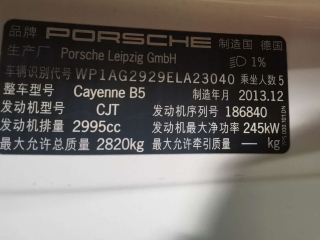 品牌 PORSCHE 制造国 德国
生产厂 Porsche Leipzig GmbH 1%
车辆识别代号 WP1AG2929ELA23040 乘坐人数 5
整车型号 Cayenne B5 制造年月 2013.12
发动机型号 CJT 发动机序列号 186840
发动机排量 2995cc 发动机最大净功率 245kW
最大允许总质量 2820kg 最大允许牵引质量 — kg